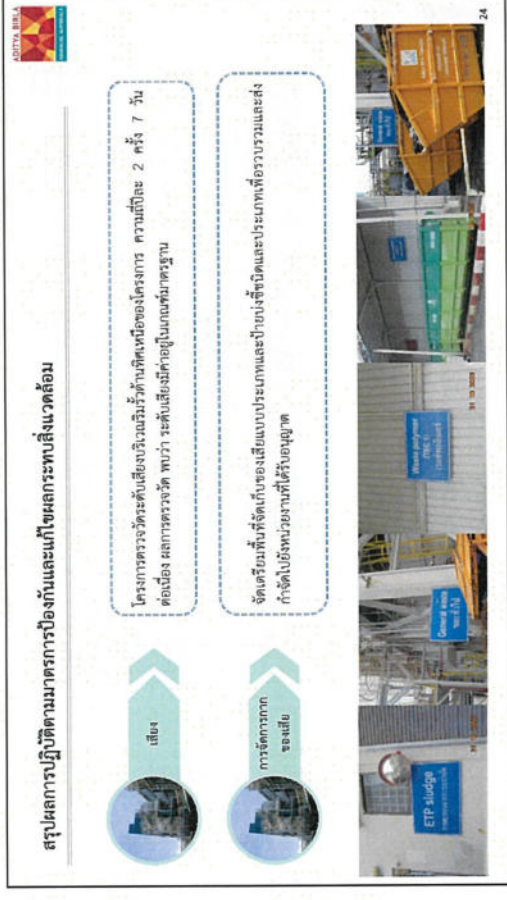 ADITYA BIRLA
สรุปผลการปฏิบัติตามมาตรการป้องกันและแก้ไขผลกระทบสิ่งแวดล้อม
เสียง
โครงการตรวจวัดระดับเสียงบริเวณริมรั้วด้านทิศเหนือของโครงการ ความถี่ปีละ 2 ครั้ง 7 วัน
ต่อเนื่อง ผลการตรวจวัด พบว่า ระดับเสียงมีค่าอยู่ในเกณฑ์มาตรฐาน
การจัดการกาก
ของเสีย
จัดเตรียมพื้นที่จัดเก็บของเสียแบบประเภทและป้ายบ่งชี้ชนิดและประเภทเพื่อรวบรวมและส่ง
กำจัดไปยังหน่วยงานที่ได้รับอนุญาต
ETP sludge
General waste
ขยะทั่วไป
Waste polymer
General waste
24